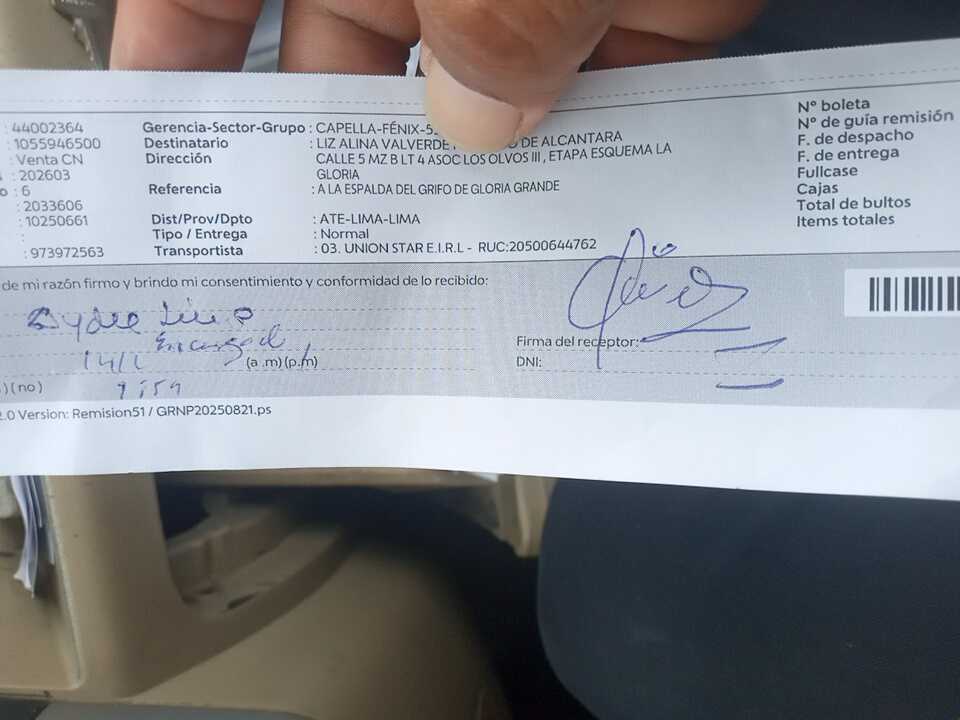 : 44002364
: 1055946500
: Venta CN
: 202603
o : 6
: 2033606
: 10250661
:
: 973972563
Gerencia-Sector-Grupo : CAPELLA-FÉNIX-5
Destinatario : LIZ ALINA VALVERDE DE ALCANTARA
Dirección CALLE 5 MZ B LT 4 ASOC LOS OLVOS III , ETAPA ESQUEMA LA
GLORIA
Referencia : A LA ESPALDA DEL GRIFO DE GLORIA GRANDE
Dist/Prov/Dpto : ATE-LIMA-LIMA
Tipo / Entrega : Normal
Transportista : 03. UNION STAR E.I.R.L - RUC:20500644762
N° boleta
N° de guía remisión
F. de despacho
F. de entrega
Fullcase
Cajas
Total de bultos
Items totales
de mi razón firmo y brindo mi consentimiento y conformidad de lo recibido:
(a .m) (p.m)
) ( no )
Firma del receptor:
DNI:
2.0 Version: Remision51 / GRNP20250821.ps